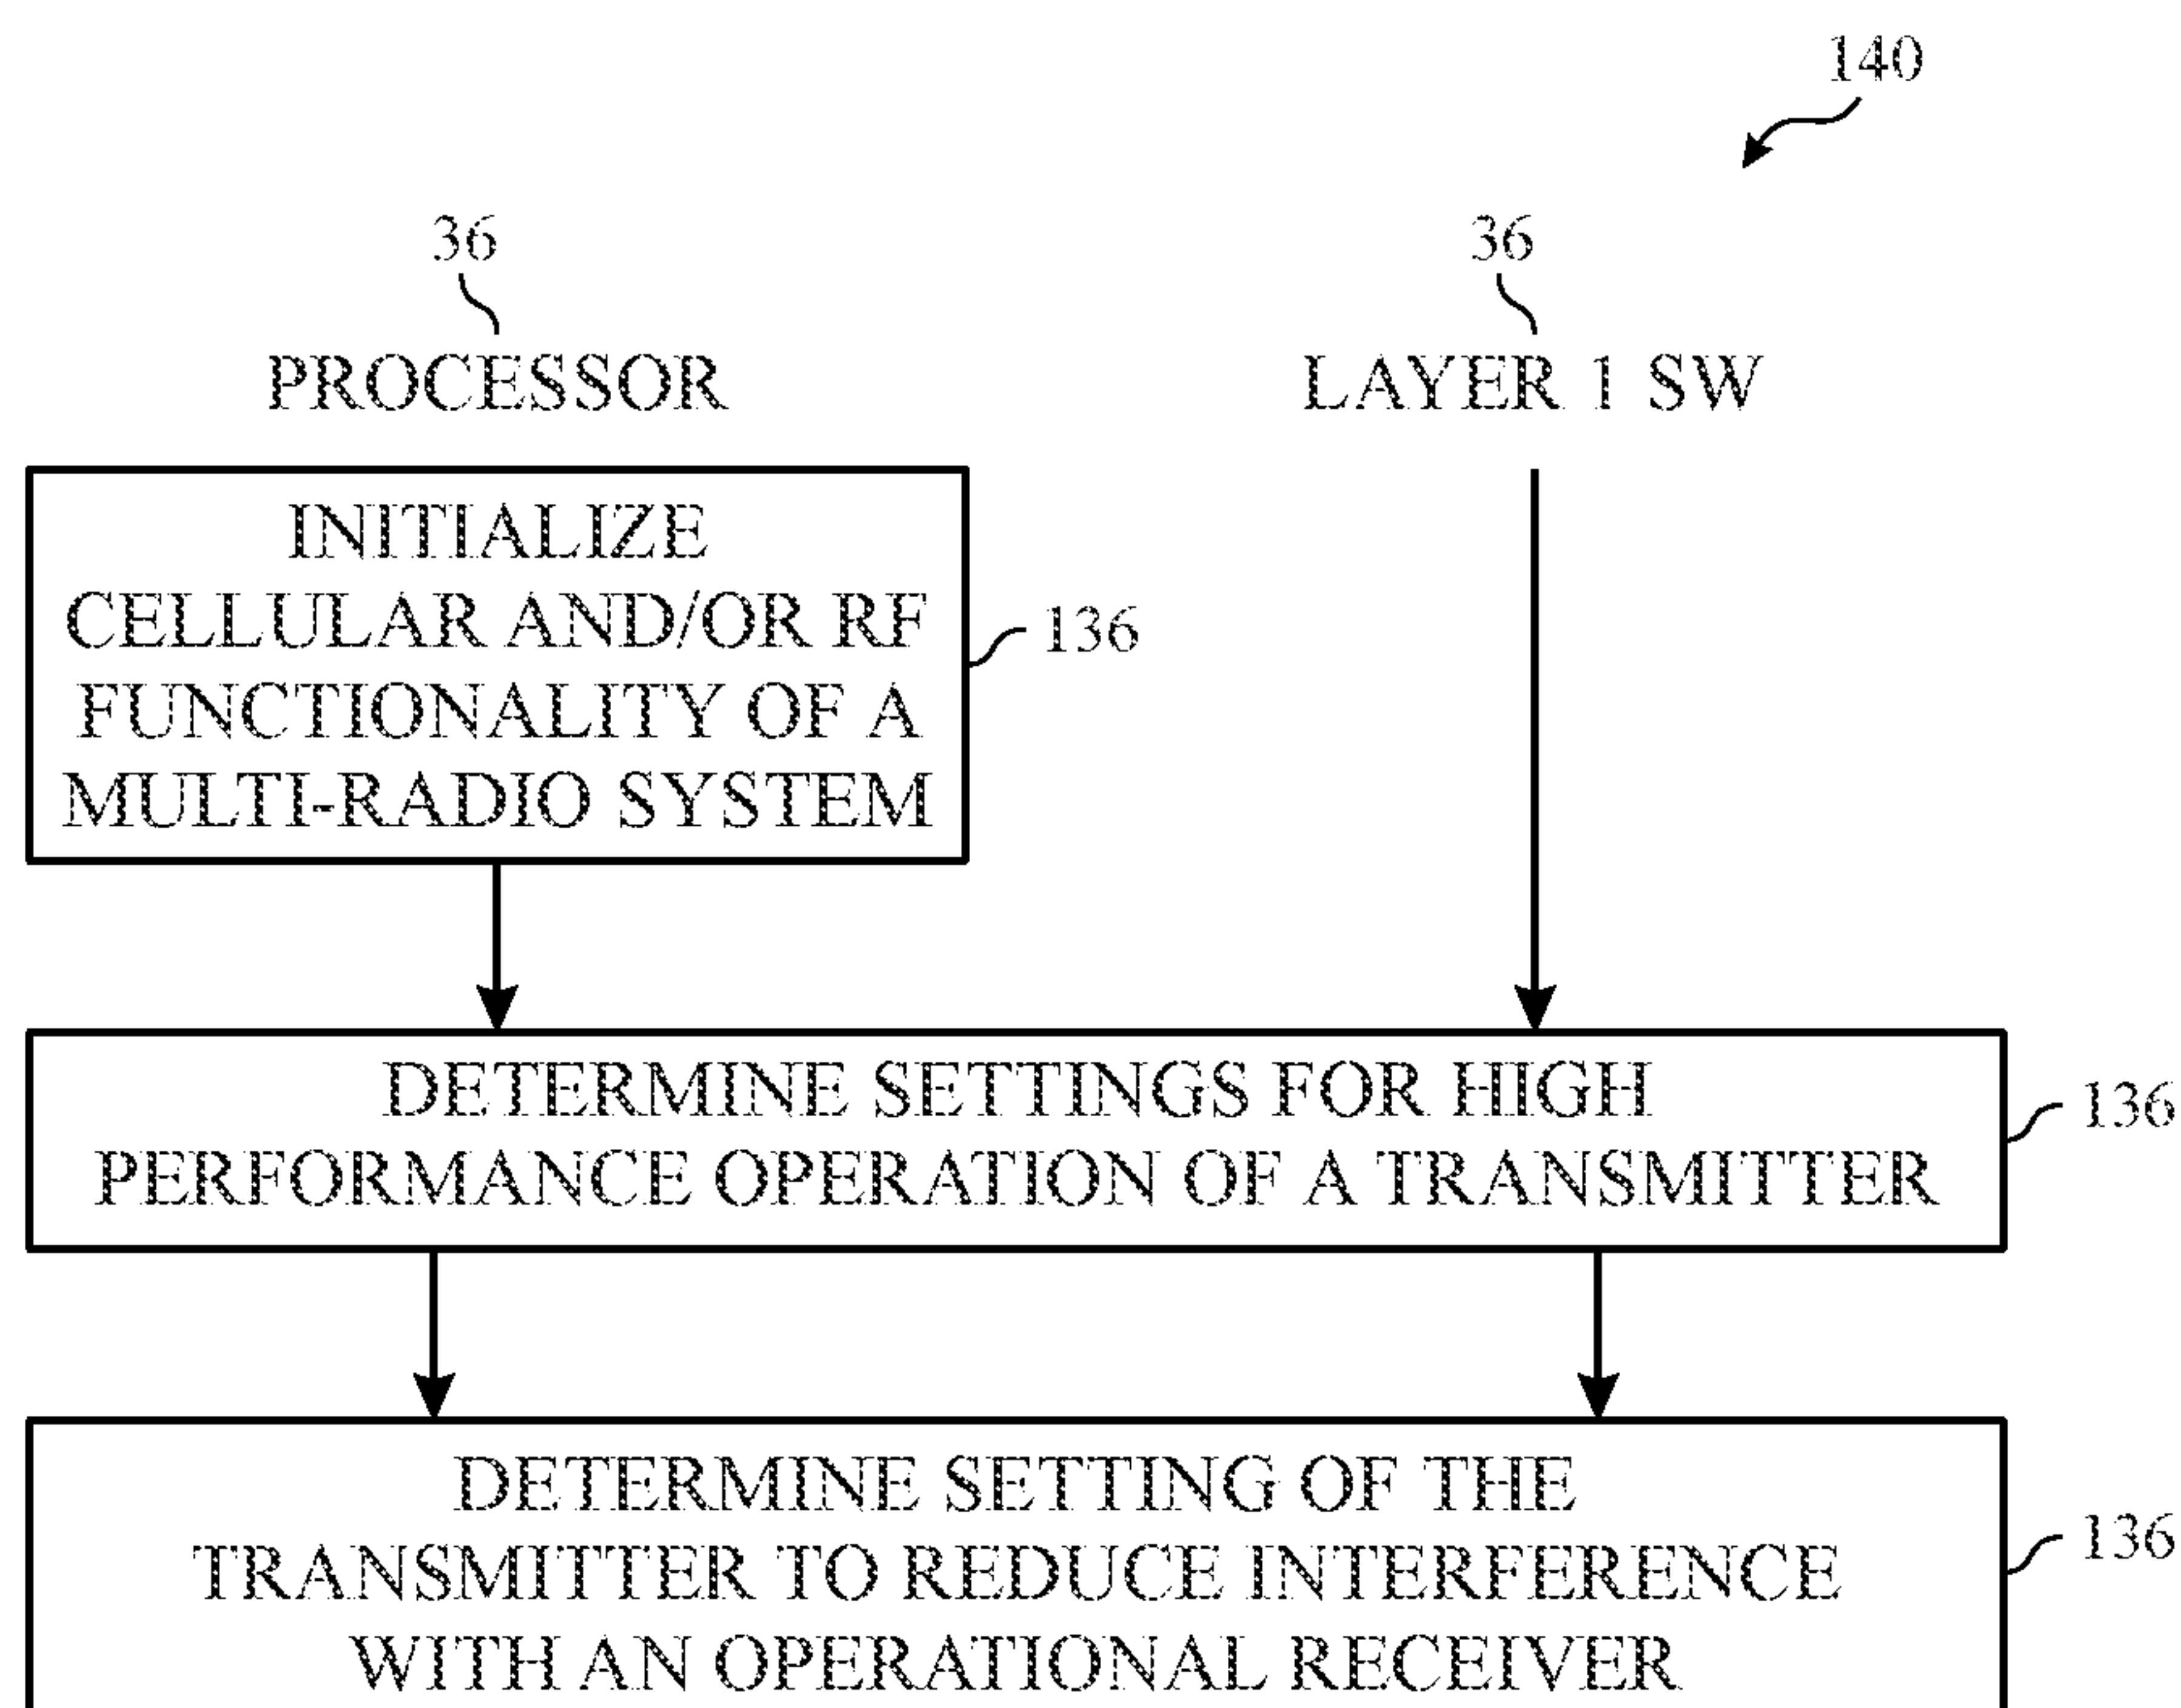 140
36
36
PROCESSOR
LAYER 1 SW
INITIALIZE
CELLULAR AND/OR RF
FUNCTIONALITY OF A
MULTI-RADIO SYSTEM
136
DETERMINE SETTINGS FOR HIGH
PERFORMANCE OPERATION OF A TRANSMITTER
136
DETERMINE SETTING OF THE
TRANSMITTER TO REDUCE INTERFERENCE
WITH AN OPERATIONAL RECEIVER
136